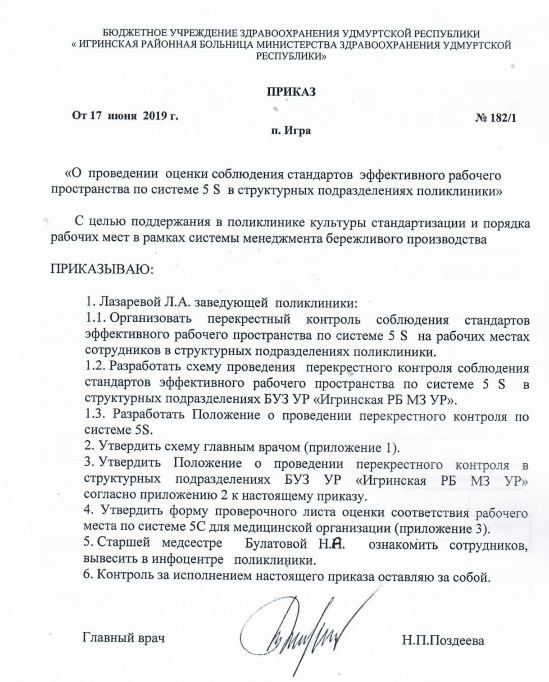 БЮДЖЕТНОЕ УЧРЕЖДЕНИЕ ЗДРАВООХРАНЕНИЯ УДМУРТСКОЙ РЕСПУБЛИКИ
« ИГРИНСКАЯ РАЙОННАЯ БОЛЬНИЦА МИНИСТЕРСТВА ЗДРАВООХРАНЕНИЯ УДМУРТСКОЙ
РЕСПУБЛИКИ»
ПРИКАЗ
От 17 июня 2019 г. № 182/1
п. Игра
«О проведении оценки соблюдения стандартов эффективного рабочего
пространства по системе 5 S в структурных подразделениях поликлиники»
С целью поддержания в поликлинике культуры стандартизации и порядка
рабочих мест в рамках системы менеджмента бережливого производства
ПРИКАЗЫВАЮ:
1. Лазаревой Л.А. заведующей поликлиники:
1.1. Организовать перекрестный контроль соблюдения стандартов
эффективного рабочего пространства по системе 5 S на рабочих местах
сотрудников в структурных подразделениях поликлиники.
1.2. Разработать схему проведения перекрестного контроля соблюдения
стандартов эффективного рабочего пространства по системе 5 S в
структурных подразделениях БУЗ УР «Игринская РБ МЗ УР».
1.3. Разработать Положение о проведении перекрестного контроля по
системе 5S.
2. Утвердить схему главным врачом (приложение 1).
3. Утвердить Положение о проведении перекрестного контроля в
структурных подразделениях БУЗ УР «Игринская РБ МЗ УР»
согласно приложению 2 к настоящему приказу.
4. Утвердить форму проверочного листа оценки соответствия рабочего
места по системе 5С для медицинской организации (приложение 3).
5. Старшей медсестре Булатовой Н.А. ознакомить сотрудников,
вывесить в инфоцентре поликлиники.
6. Контроль за исполнением настоящего приказа оставляю за собой.
Главный врач Н.П.Поздеева